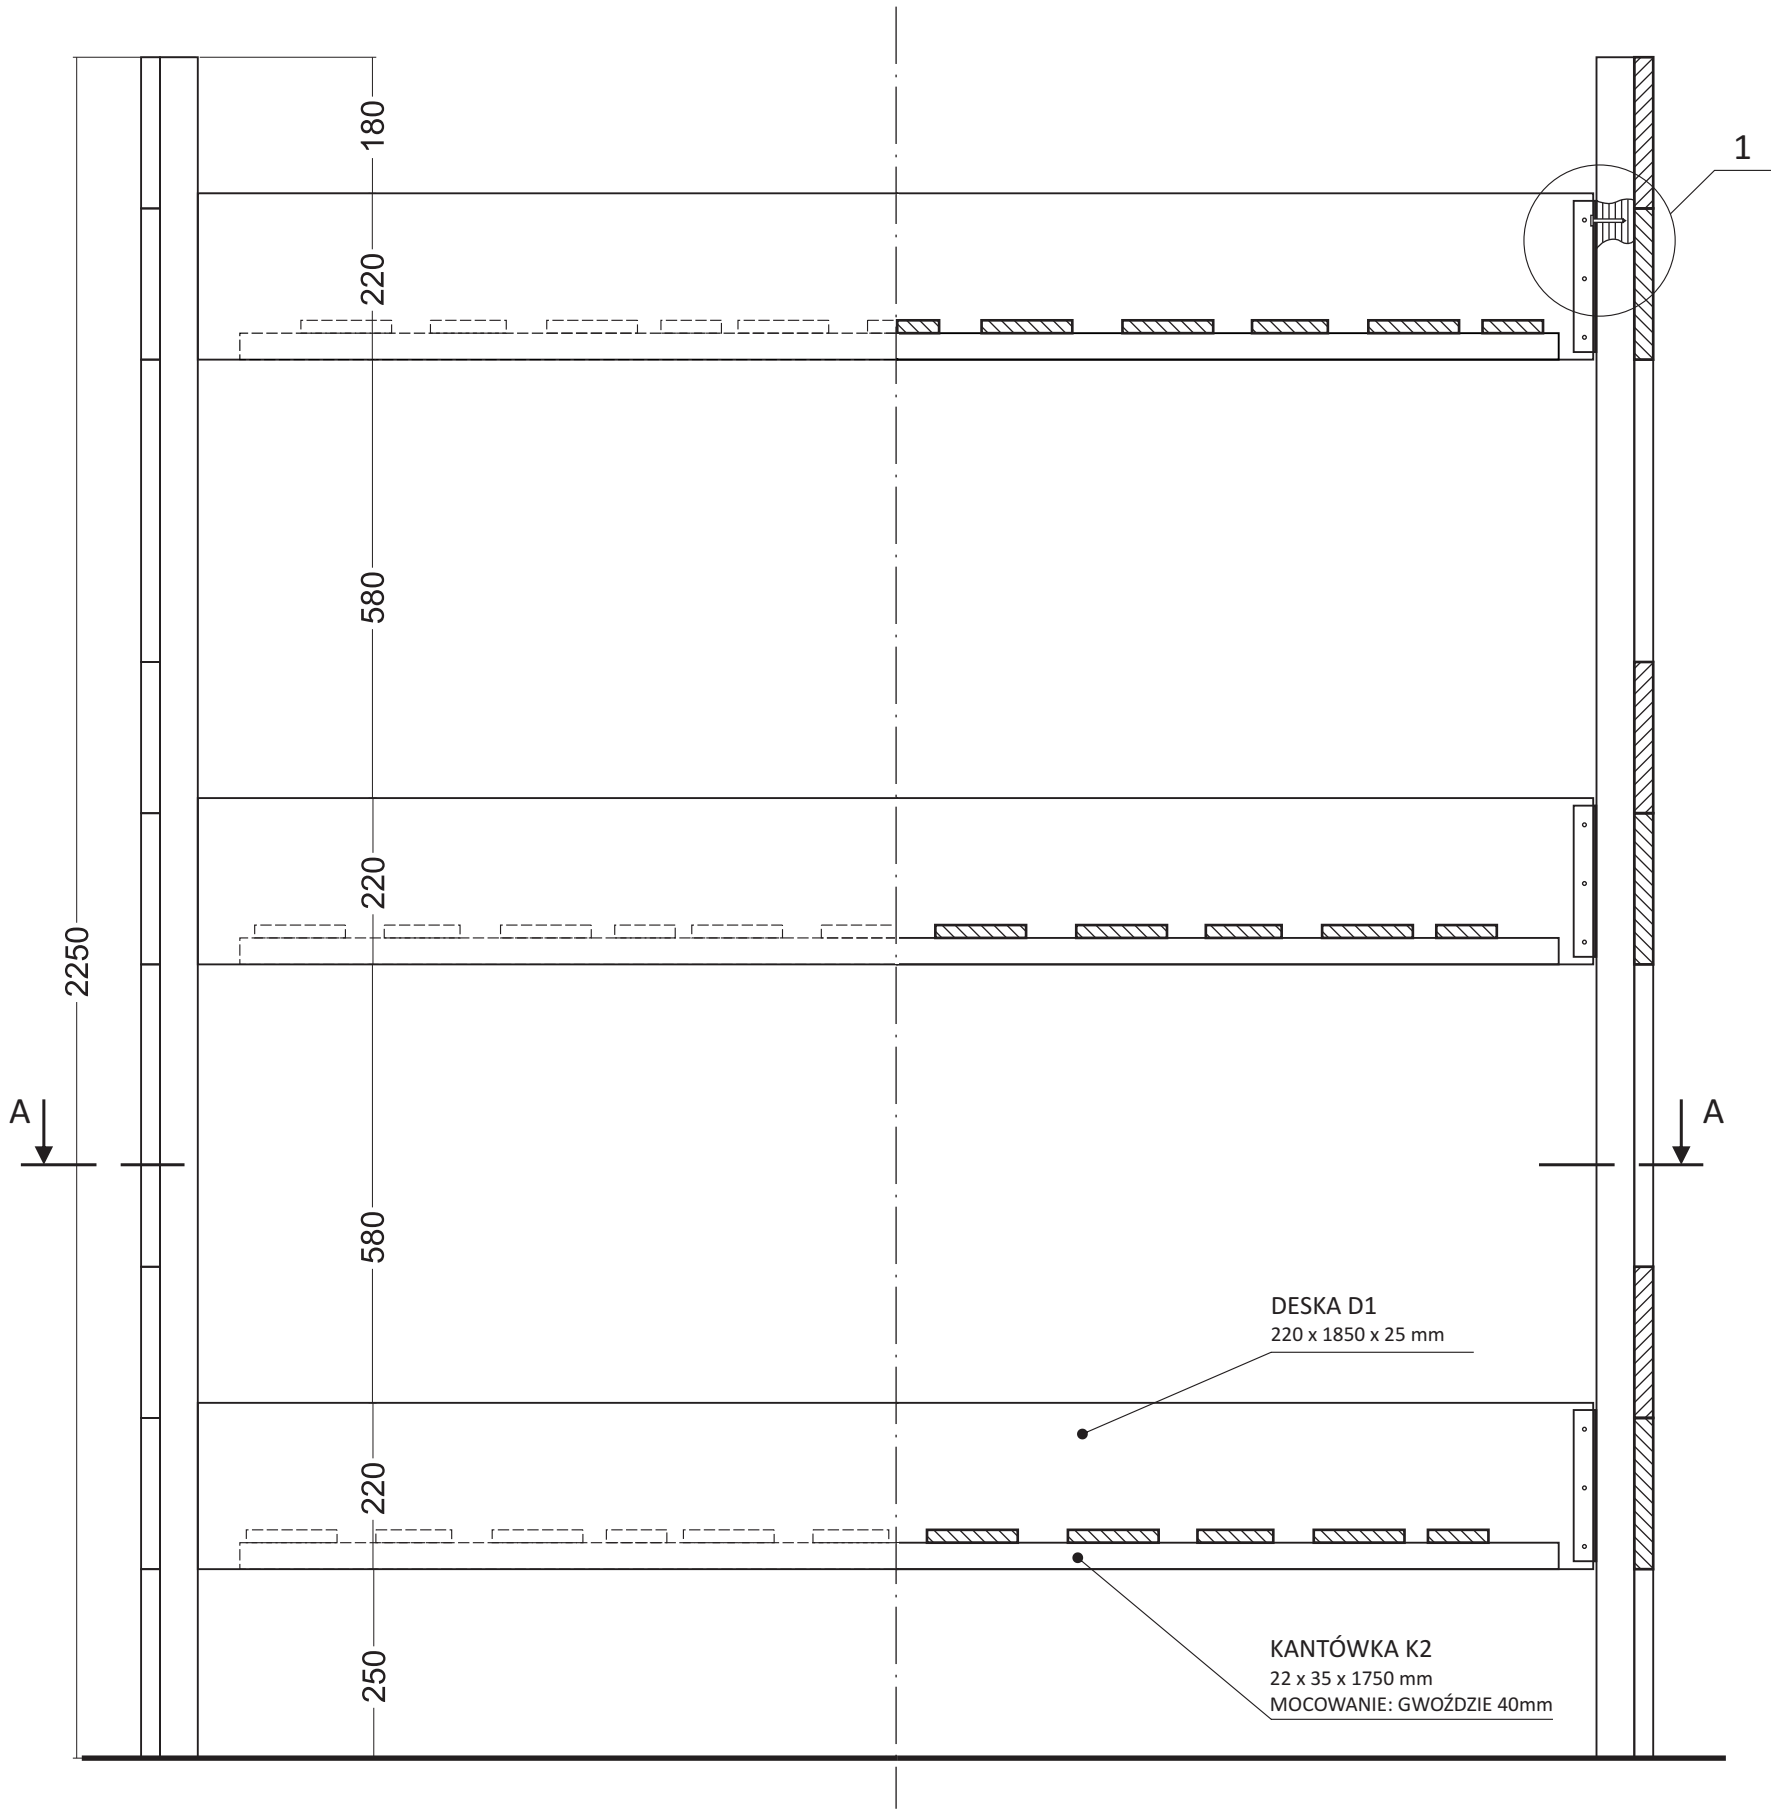 180
1
220
580
220
2250
A
A
580
DESKA D1
220 x 1850 x 25 mm
220
KANTÓWKA K2
22 x 35 x 1750 mm
MOCOWANIE: GWOŹDZIE 40mm
250